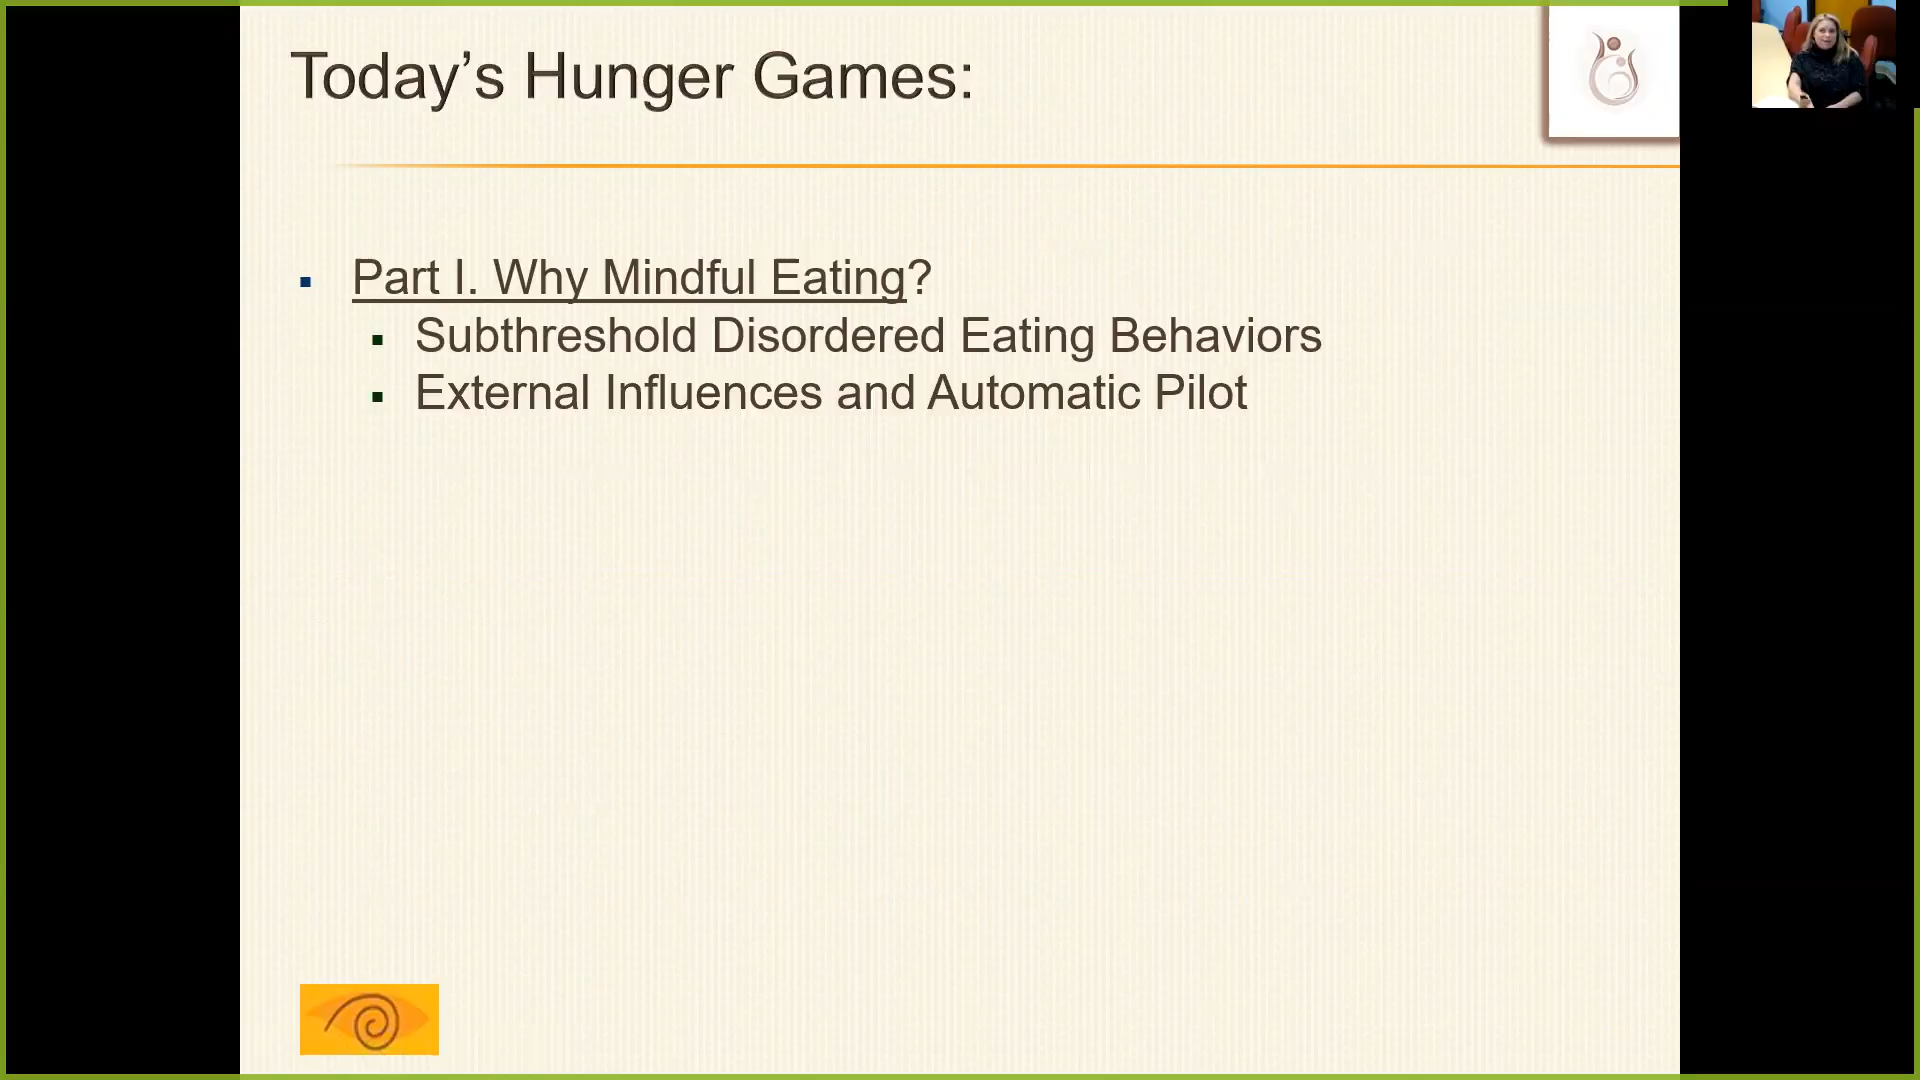 Today’s Hunger Games:
Part I. Why Mindful Eating?
Subthreshold Disordered Eating Behaviors
External Influences and Automatic Pilot